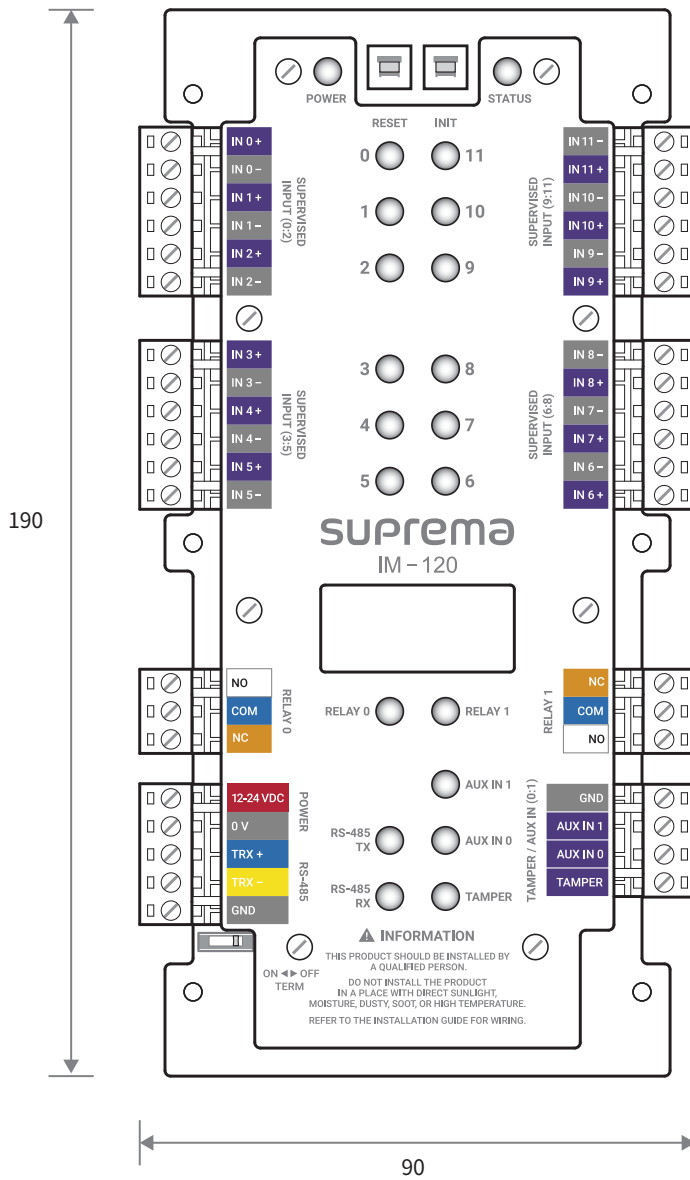 POWER
STATUS
RESET
INIT
IN 0 +
IN 0 –
IN 1 +
IN 1 –
IN 2 +
IN 2 –
SUPERVISED
INPUT (0:2)
0
11
1
10
2
9
SUPERVISED
INPUT (9:11)
IN 11 –
IN 11 +
IN 10 –
IN 10 +
IN 9 –
IN 9 +
IN 3 +
IN 3 –
IN 4 +
IN 4 –
IN 5 +
IN 5 –
SUPERVISED
INPUT (3:5)
3
8
4
7
5
6
SUPERVISED
INPUT (6:8)
IN 8 –
IN 8 +
IN 7 –
IN 7 +
IN 6 –
IN 6 +
190
suprema
IM – 120
NO
COM
NC
RELAY 0
RELAY 0
RELAY 1
RELAY 1
NC
COM
NO
12-24 VDC
0 V
TRX +
TRX –
GND
POWER
RS-485
AUX IN 1
RS-485
TX
AUX IN 0
RS-485
RX
TAMPER
TAMPER / AUX IN (0:1)
GND
AUX IN 1
AUX IN 0
TAMPER
ON ◀▶ OFF
TERM
INFORMATION
THIS PRODUCT SHOULD BE INSTALLED BY
A QUALIFIED PERSON.
DO NOT INSTALL THE PRODUCT
IN A PLACE WITH DIRECT SUNLIGHT,
MOISTURE, DUSTY, SOOT, OR HIGH TEMPERATURE.
REFER TO THE INSTALLATION GUIDE FOR WIRING.
90